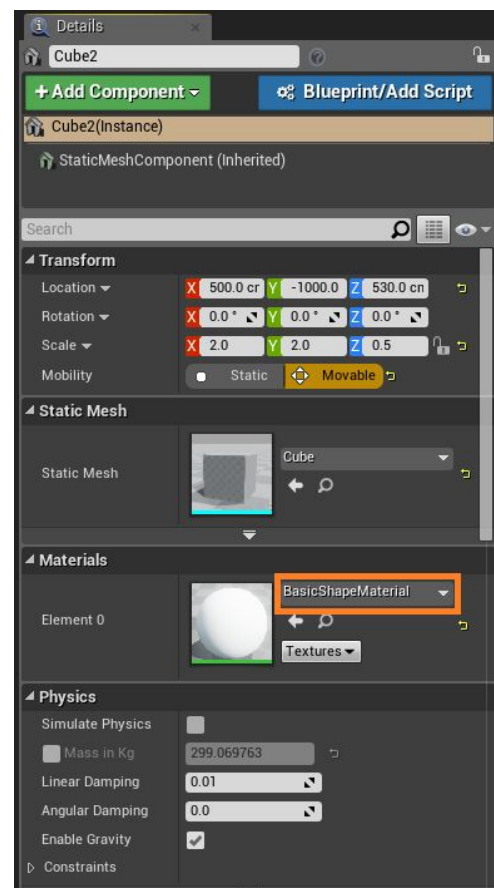 Details
Cube2
+ Add Component
Blueprint/Add Script
Cube2(Instance)
StaticMeshComponent (Inherited)
Search
Transform
Location X 500.0 cr Y -1000.0 Z 530.0 cn
Rotation X 0.0° Y 0.0° Z 0.0°
Scale X 2.0 Y 2.0 Z 0.5
Mobility Static Movable
Static Mesh
Static Mesh Cube
Materials
Element 0 BasicShapeMaterial
Textures
Physics
Simulate Physics
Mass in Kg 299.069763
Linear Damping 0.01
Angular Damping 0.0
Enable Gravity
Constraints